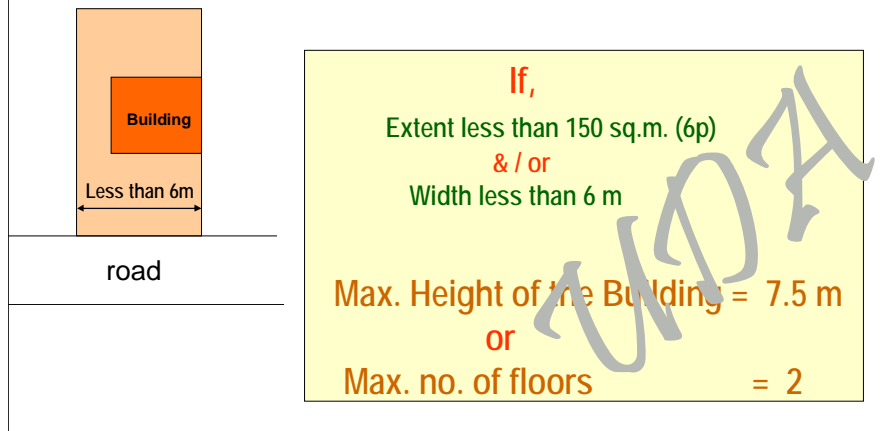 Building
Less than 6m
road
If,
Extent less than 150 sq.m. (6p)
& / or
Width less than 6 m
Max. Height of the Building = 7.5 m
or
Max. no. of floors = 2
UDA